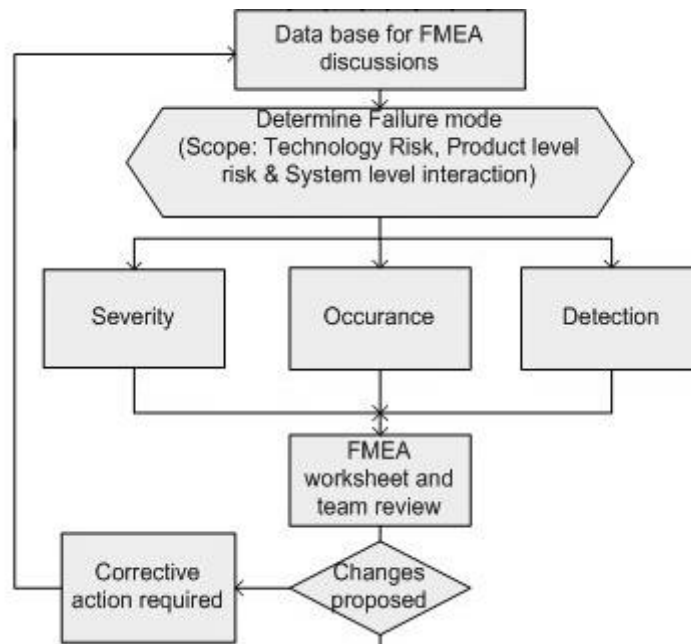 Data base for FMEA
discussions
Determine Failure mode
(Scope: Technology Risk, Product level
risk & System level interaction)
Severity
Occurance
Detection
FMEA
worksheet and
team review
Corrective
action required
Changes
proposed